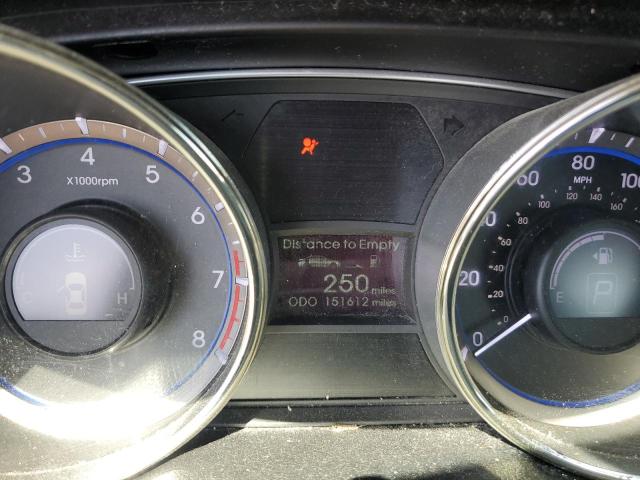 3 4 5 6 7 8
X1000rpm
H
Distance to Empty
250 miles
ODO 151612 miles
0 20 60 80 100
MPH
0 20 40 60 80 100 120 140 160
E
P